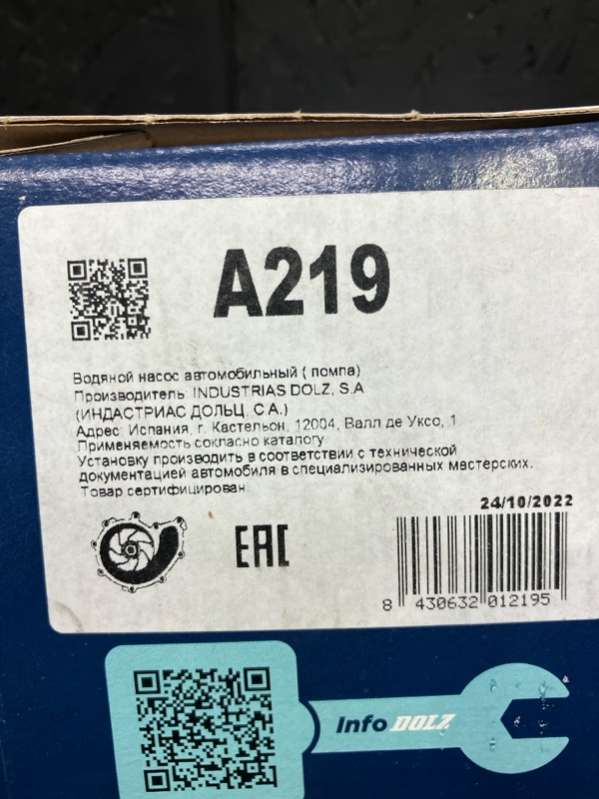 A219
Водяной насос автомобильный ( помпа)
Производитель: INDUSTRIAS DOLZ, S.A
(ИНДАСТРИАС ДОЛЬЦ, С.А.)
Адрес: Испания, г. Кастельон, 12004, Валл де Уксо, 1
Применяемость согласно каталогу
Установку производить в соответствии с технической
документацией автомобиля в специализированных мастерских.
Товар сертифицирован.
24/10/2022
EAC
8 430632 012195
Info DOLZ